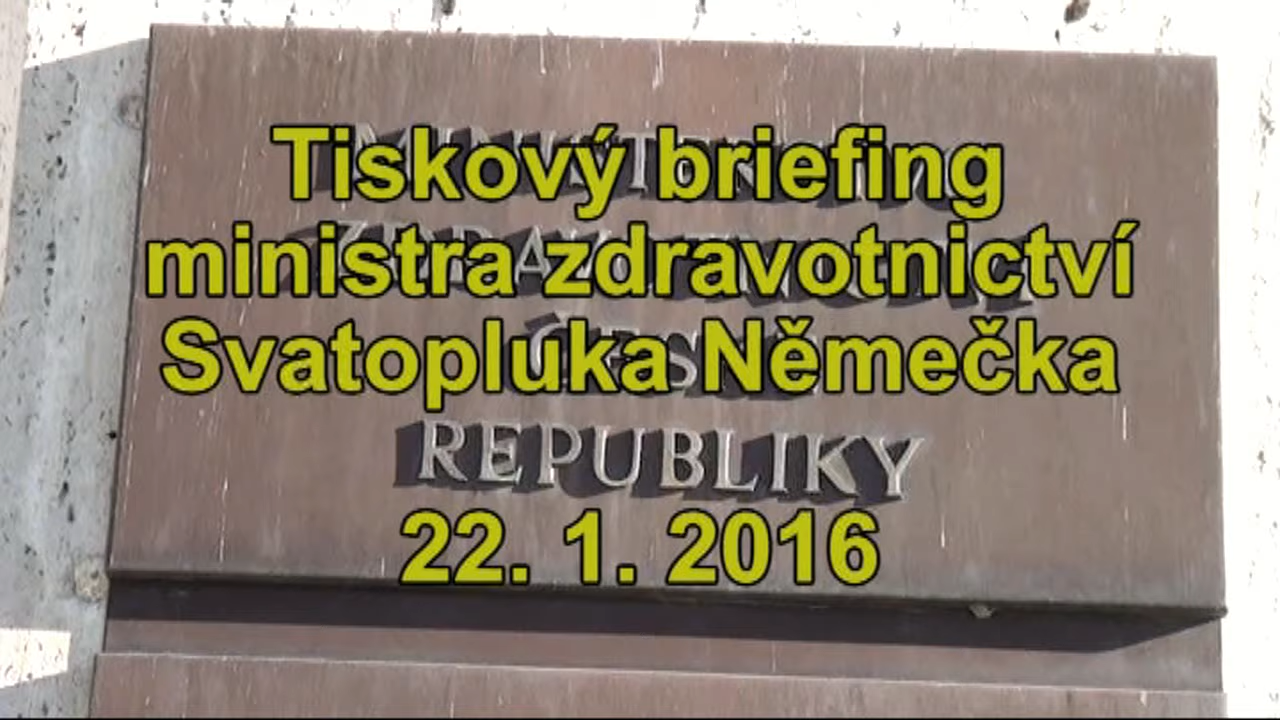 Tiskový briefing
ministra zdravotnictví
Svatopluka Němečka
REPUBLIKY
22. 1. 2016